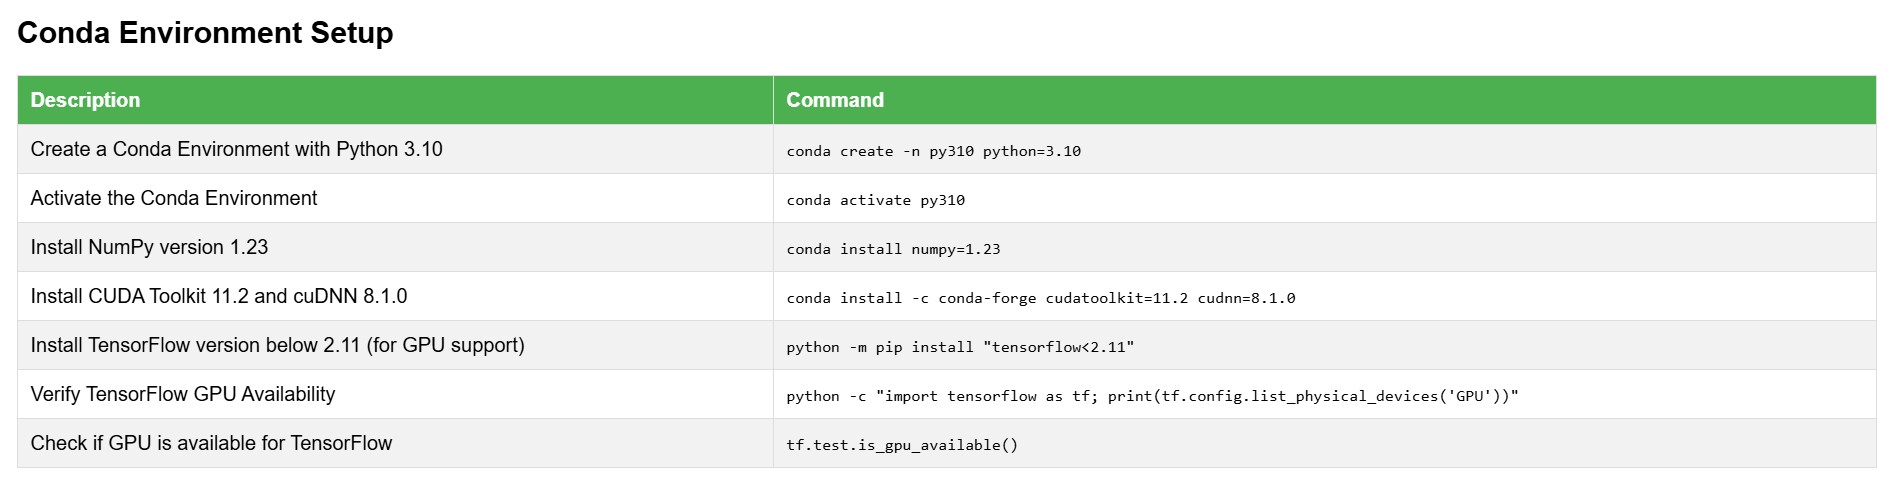 Conda Environment Setup
Description Command
Create a Conda Environment with Python 3.10 conda create -n py310 python=3.10
Activate the Conda Environment conda activate py310
Install NumPy version 1.23 conda install numpy=1.23
Install CUDA Toolkit 11.2 and cuDNN 8.1.0 conda install -c conda-forge cudatoolkit=11.2 cudnn=8.1.0
Install TensorFlow version below 2.11 (for GPU support) python -m pip install "tensorflow<2.11"
Verify TensorFlow GPU Availability python -c "import tensorflow as tf; print(tf.config.list_physical_devices('GPU'))"
Check if GPU is available for TensorFlow tf.test.is_gpu_available()